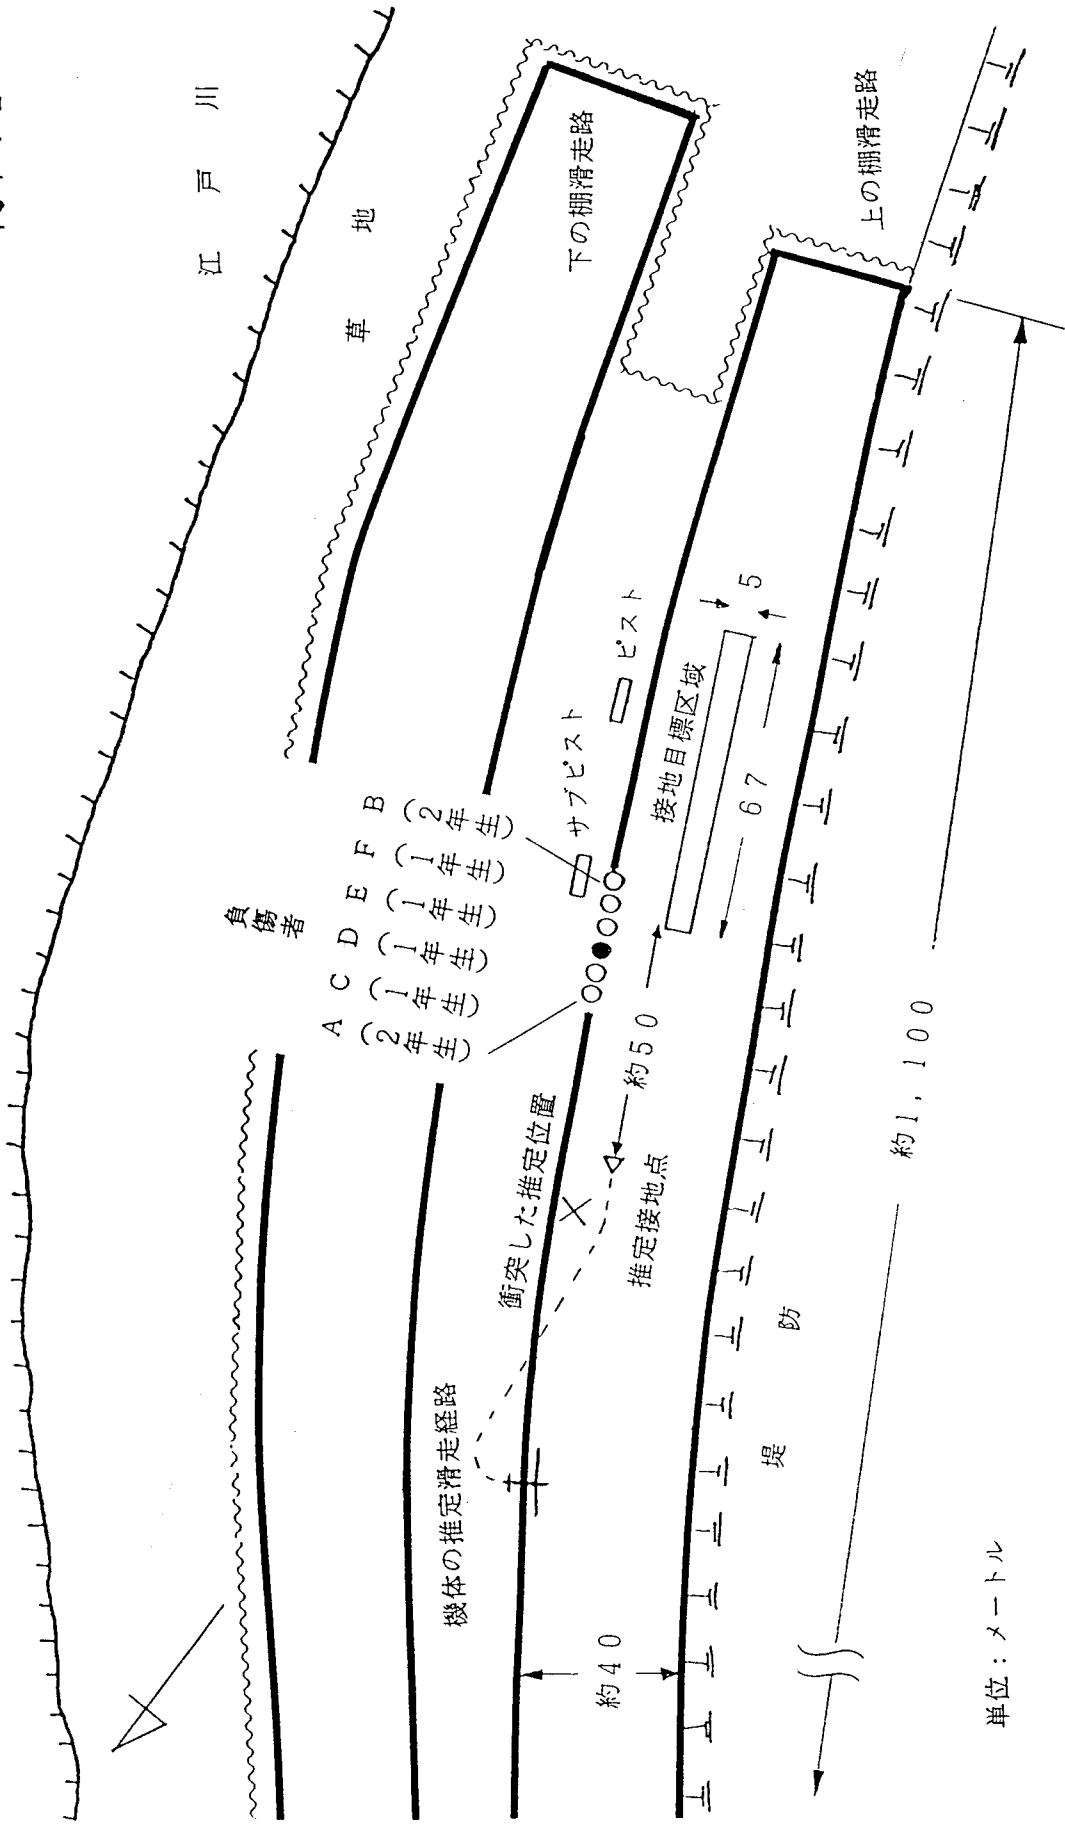 江戸川
草地
下の棚滑走路
上の棚滑走路
負傷者
A
(2年生)
C
(1年生)
D
(1年生)
E
(1年生)
F
(1年生)
B
(2年生)
サブピスト
ピスト
接地目標区域
5
67
約50
衝突した推定位置
推定接地点
機体の推定滑走経路
約40
堤防
約1,100
単位:メートル